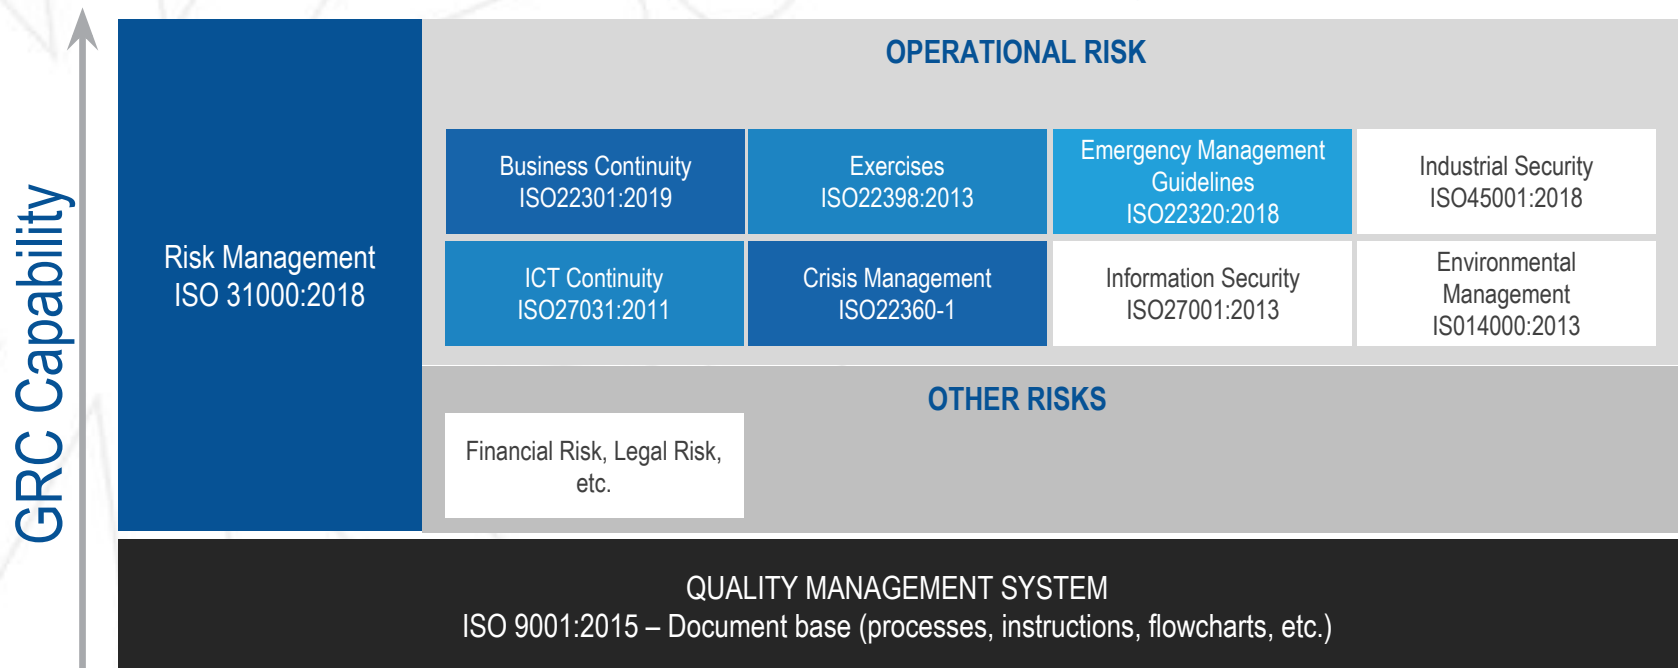 GRC Capability
Risk Management
ISO 31000:2018
OPERATIONAL RISK
Business Continuity
ISO22301:2019
Exercises
ISO22398:2013
Emergency Management
Guidelines
ISO22320:2018
Industrial Security
ISO45001:2018
ICT Continuity
ISO27031:2011
Crisis Management
ISO22360-1
Information Security
ISO27001:2013
Environmental
Management
IS014000:2013
OTHER RISKS
Financial Risk, Legal Risk,
etc.
QUALITY MANAGEMENT SYSTEM
ISO 9001:2015 – Document base (processes, instructions, flowcharts, etc.)